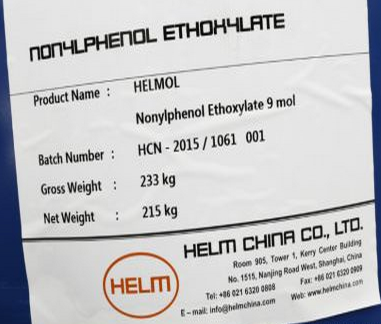 NONYLPHENOL ETHOXYLATE
Product Name : HELMOL
Nonylphenol Ethoxylate 9 mol
Batch Number : HCN - 2015 / 1061 001
Gross Weight : 233 kg
Net Weight : 215 kg
HELM
HELM CHINA CO., LTD.
Room 905, Tower 1, Kerry Center Building
No. 1515, Nanjing Road West, Shanghai, China
Tel: +86 021 6320 0808 Fax: +86 021 6320 0909
E-mail: info@helmchina.com Web: www.helmchina.com